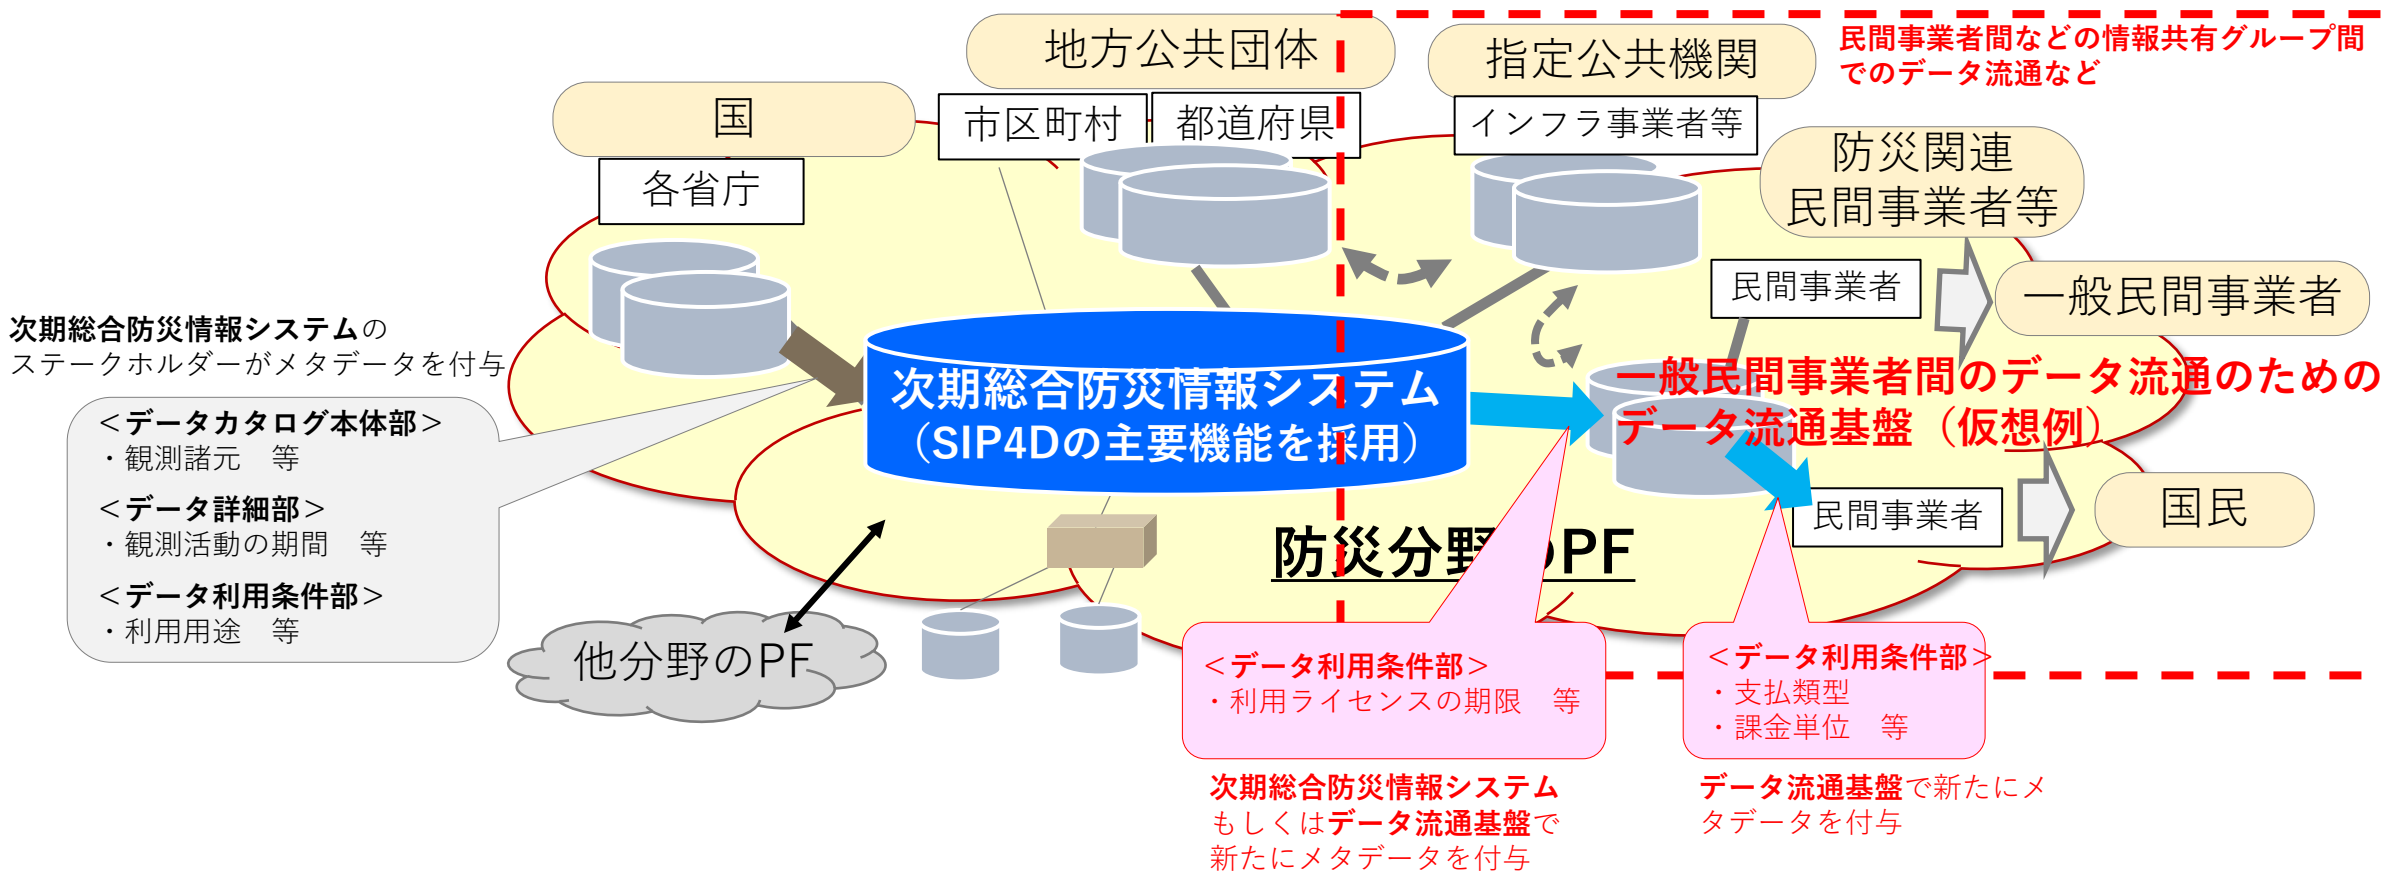 地方公共団体
指定公共機関
民間事業者間などの情報共有グループ間
でのデータ流通など
国
市区町村
都道府県
インフラ事業者等
防災関連
民間事業者等
各省庁
民間事業者
一般民間事業者
次期総合防災情報システムの
ステークホルダーがメタデータを付与
次期総合防災情報システム
（SIP4Dの主要機能を採用）
一般民間事業者間のデータ流通のための
データ流通基盤（仮想例）
＜データカタログ本体部＞
・観測諸元　等
＜データ詳細部＞
・観測活動の期間　等
＜データ利用条件部＞
・利用用途　等
民間事業者
国民
防災分野のPF
他分野のPF
＜データ利用条件部＞
・利用ライセンスの期限　等
＜データ利用条件部＞
・支払類型
・課金単位　等
次期総合防災情報システム
もしくはデータ流通基盤で
新たにメタデータを付与
データ流通基盤で新たにメ
タデータを付与